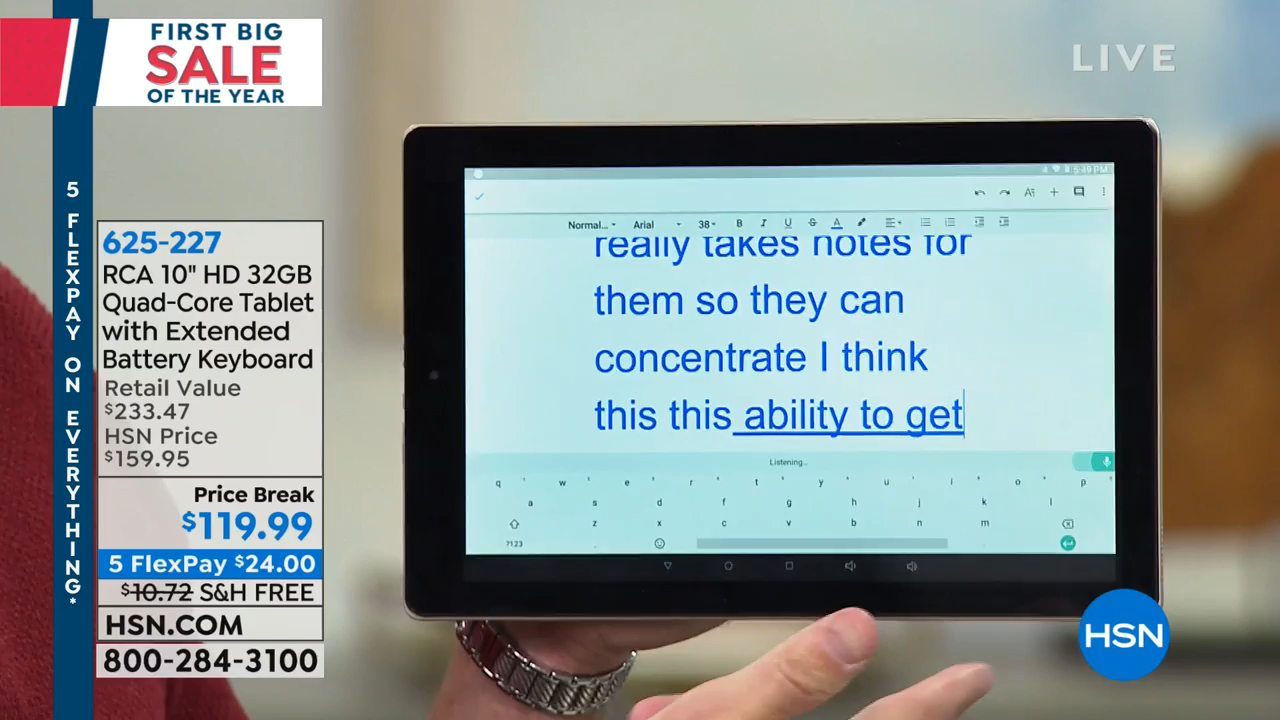 FIRST BIG
SALE
OF THE YEAR
LIVE
5 FLEXPAY ON EVERYTHING*
625-227
RCA 10" HD 32GB
Quad-Core Tablet
with Extended
Battery Keyboard
Retail Value
$233.47
HSN Price
$159.95
Price Break
$119.99
5 FlexPay $24.00
$10.72 S&H FREE
HSN.COM
800-284-3100
5:49 PM
Normal... Arial 38 B I U S A
really takes notes for
them so they can
concentrate I think
this this ability to get
Listening...
q w e r t y u i o p
a s d f g h j k l
z x c v b n m
?123
HSN